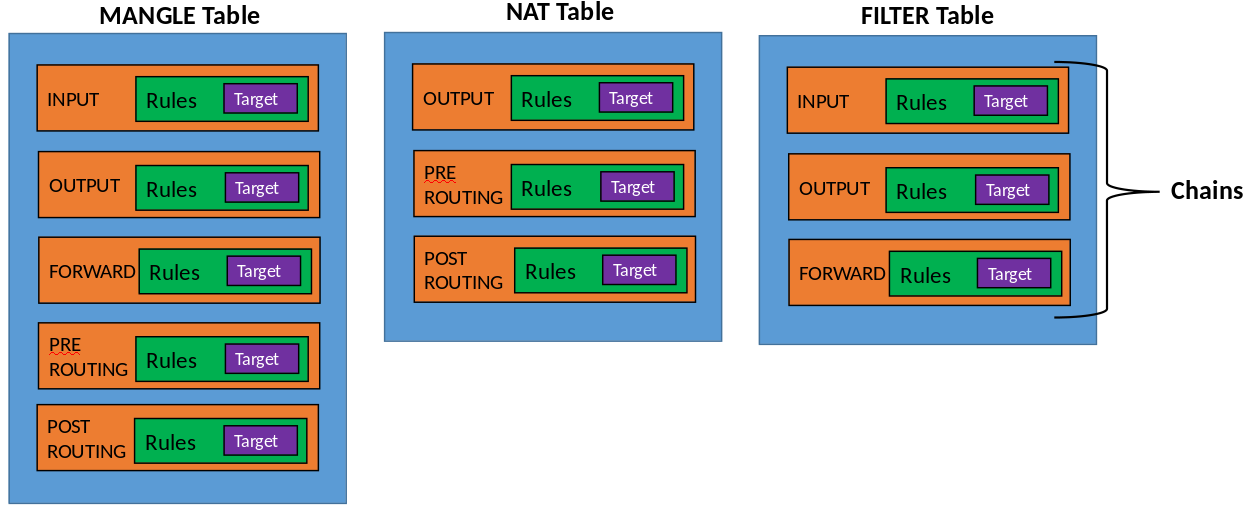 MANGLE Table
INPUT
Rules
Target
OUTPUT
Rules
Target
FORWARD
Rules
Target
PRE
ROUTING
Rules
Target
POST
ROUTING
Rules
Target
NAT Table
OUTPUT
Rules
Target
PRE
ROUTING
Rules
Target
POST
ROUTING
Rules
Target
FILTER Table
INPUT
Rules
Target
OUTPUT
Rules
Target
FORWARD
Rules
Target
Chains